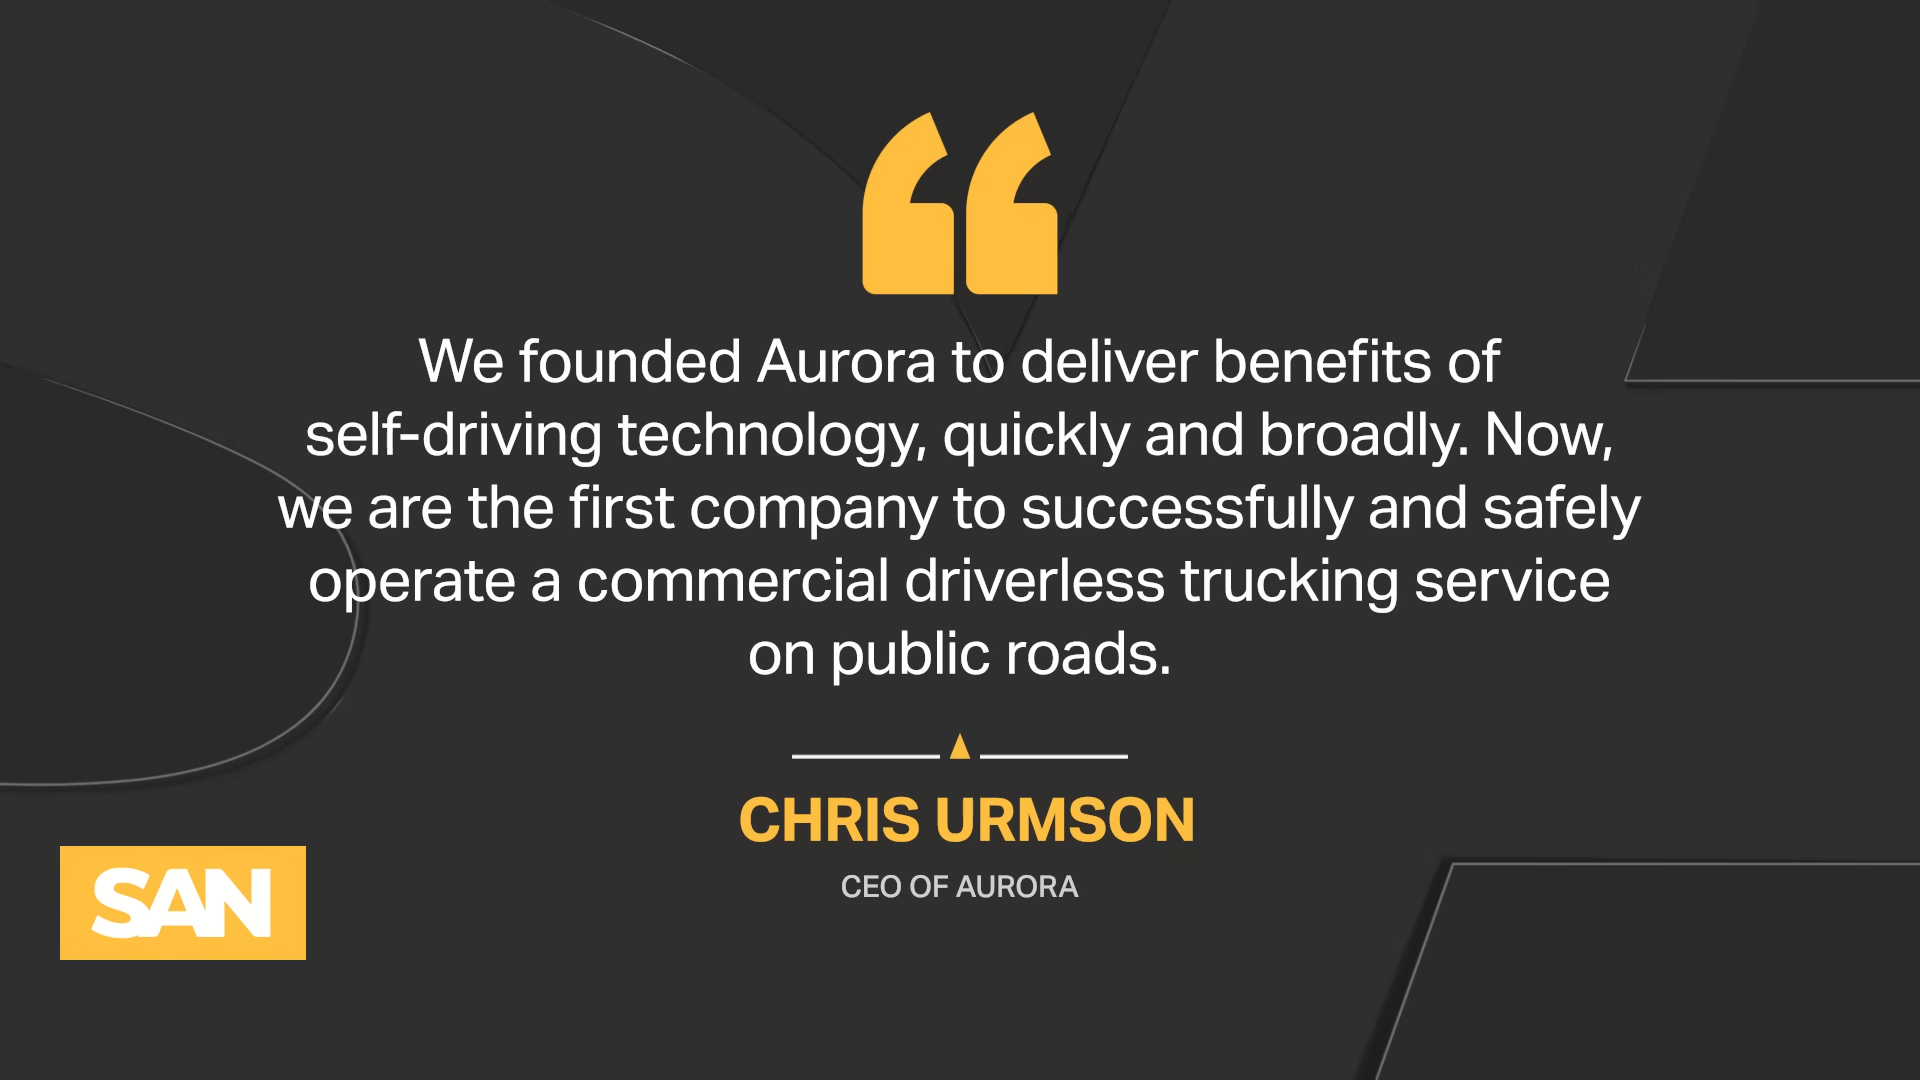 We founded Aurora to deliver benefits of
self-driving technology, quickly and broadly. Now,
we are the first company to successfully and safely
operate a commercial driverless trucking service
on public roads.
CHRIS URMSON
CEO OF AURORA
SAN